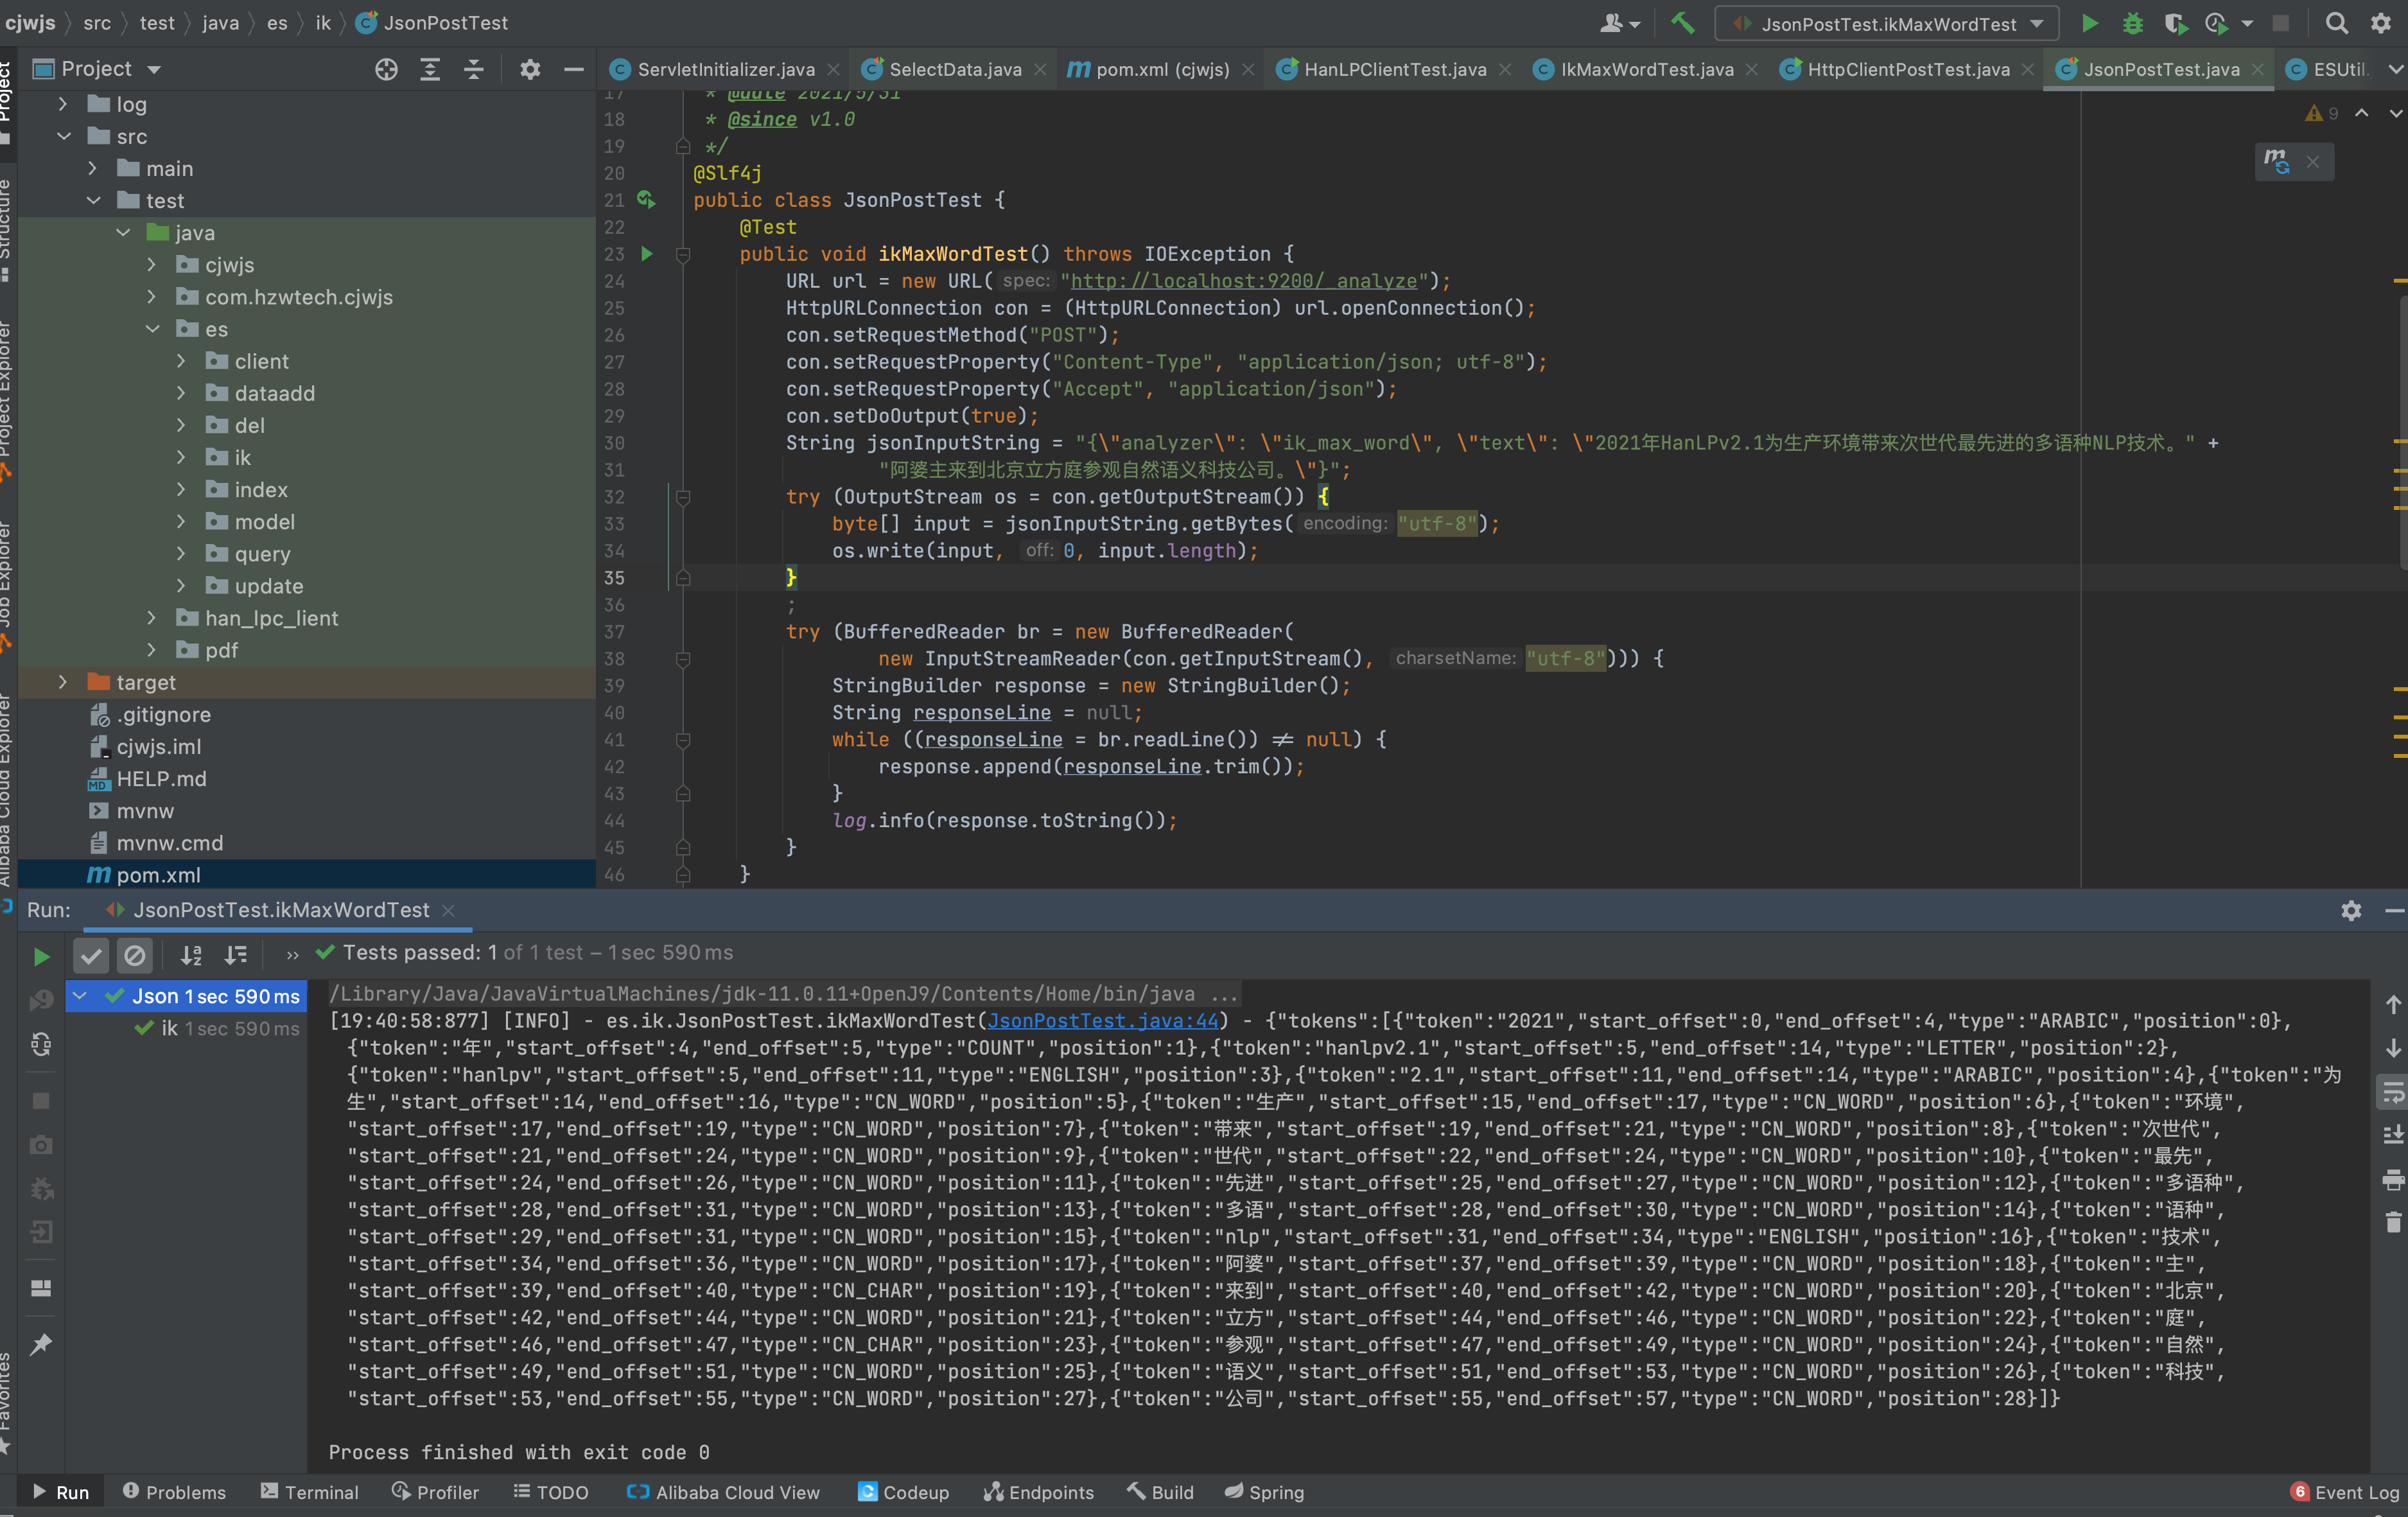 cjwjs 〉 src 〉 test 〉 java 〉 es 〉 ik 〉 JsonPostTest
JsonPostTest.ikMaxWordTest
Project
ServletInitializer.java
SelectData.java
pom.xml (cjwjs)
HanLPClientTest.java
IkMaxWordTest.java
HttpClientPostTest.java
JsonPostTest.java
ESUtil.
Project
Structure
Project Explorer
Job Explorer
Alibaba Cloud Explorer
Favorites
log
src
main
test
java
cjwjs
com.hzwtech.cjwjs
es
client
dataadd
del
ik
index
model
query
update
han_lpc_lient
pdf
target
.gitignore
cjwjs.iml
HELP.md
mvnw
mvnw.cmd
pom.xml
9
17 * @date 2021/5/31
18 * @since v1.0
19 */
20 @Slf4j
21 public class JsonPostTest {
22 @Test
23 public void ikMaxWordTest() throws IOException {
24 URL url = new URL( spec: "http://localhost:9200/_analyze");
25 HttpURLConnection con = (HttpURLConnection) url.openConnection();
26 con.setRequestMethod("POST");
27 con.setRequestProperty("Content-Type", "application/json; utf-8");
28 con.setRequestProperty("Accept", "application/json");
29 con.setDoOutput(true);
30 String jsonInputString = "{\"analyzer\": \"ik_max_word\", \"text\": \"2021年HanLPv2.1为生产环境带来次世代最先进的多语种NLP技术。" +
31 "阿婆主来到北京立方庭参观自然语义科技公司。\"}";
32 try (OutputStream os = con.getOutputStream()) {
33 byte[] input = jsonInputString.getBytes( encoding: "utf-8");
34 os.write(input, off: 0, input.length);
35 }
36 ;
37 try (BufferedReader br = new BufferedReader(
38 new InputStreamReader(con.getInputStream(), charsetName: "utf-8"))) {
39 StringBuilder response = new StringBuilder();
40 String responseLine = null;
41 while ((responseLine = br.readLine()) ≠ null) {
42 response.append(responseLine.trim());
43 }
44 log.info(response.toString());
45 }
46 }
Run: JsonPostTest.ikMaxWordTest
» Tests passed: 1 of 1 test – 1 sec 590 ms
Json 1 sec 590 ms
ik 1 sec 590 ms
/Library/Java/JavaVirtualMachines/jdk-11.0.11+OpenJ9/Contents/Home/bin/java ...
[19:40:58:877] [INFO] - es.ik.JsonPostTest.ikMaxWordTest(JsonPostTest.java:44) - {"tokens":[{"token":"2021","start_offset":0,"end_offset":4,"type":"ARABIC","position":0},
{"token":"年","start_offset":4,"end_offset":5,"type":"COUNT","position":1},{"token":"hanlpv2.1","start_offset":5,"end_offset":14,"type":"LETTER","position":2},
{"token":"hanlpv","start_offset":5,"end_offset":11,"type":"ENGLISH","position":3},{"token":"2.1","start_offset":11,"end_offset":14,"type":"ARABIC","position":4},{"token":"为
生","start_offset":14,"end_offset":16,"type":"CN_WORD","position":5},{"token":"生产","start_offset":15,"end_offset":17,"type":"CN_WORD","position":6},{"token":"环境",
"start_offset":17,"end_offset":19,"type":"CN_WORD","position":7},{"token":"带来","start_offset":19,"end_offset":21,"type":"CN_WORD","position":8},{"token":"次世代",
"start_offset":21,"end_offset":24,"type":"CN_WORD","position":9},{"token":"世代","start_offset":22,"end_offset":24,"type":"CN_WORD","position":10},{"token":"最先",
"start_offset":24,"end_offset":26,"type":"CN_WORD","position":11},{"token":"先进","start_offset":25,"end_offset":27,"type":"CN_WORD","position":12},{"token":"多语种",
"start_offset":28,"end_offset":31,"type":"CN_WORD","position":13},{"token":"多语","start_offset":28,"end_offset":30,"type":"CN_WORD","position":14},{"token":"语种",
"start_offset":29,"end_offset":31,"type":"CN_WORD","position":15},{"token":"nlp","start_offset":31,"end_offset":34,"type":"ENGLISH","position":16},{"token":"技术",
"start_offset":34,"end_offset":36,"type":"CN_WORD","position":17},{"token":"阿婆","start_offset":37,"end_offset":39,"type":"CN_WORD","position":18},{"token":"主",
"start_offset":39,"end_offset":40,"type":"CN_CHAR","position":19},{"token":"来到","start_offset":40,"end_offset":42,"type":"CN_WORD","position":20},{"token":"北京",
"start_offset":42,"end_offset":44,"type":"CN_WORD","position":21},{"token":"立方","start_offset":44,"end_offset":46,"type":"CN_WORD","position":22},{"token":"庭",
"start_offset":46,"end_offset":47,"type":"CN_CHAR","position":23},{"token":"参观","start_offset":47,"end_offset":49,"type":"CN_WORD","position":24},{"token":"自然",
"start_offset":49,"end_offset":51,"type":"CN_WORD","position":25},{"token":"语义","start_offset":51,"end_offset":53,"type":"CN_WORD","position":26},{"token":"科技",
"start_offset":53,"end_offset":55,"type":"CN_WORD","position":27},{"token":"公司","start_offset":55,"end_offset":57,"type":"CN_WORD","position":28}]}
Process finished with exit code 0
Run Problems Terminal Profiler TODO Alibaba Cloud View Codeup Endpoints Build Spring 6 Event Log